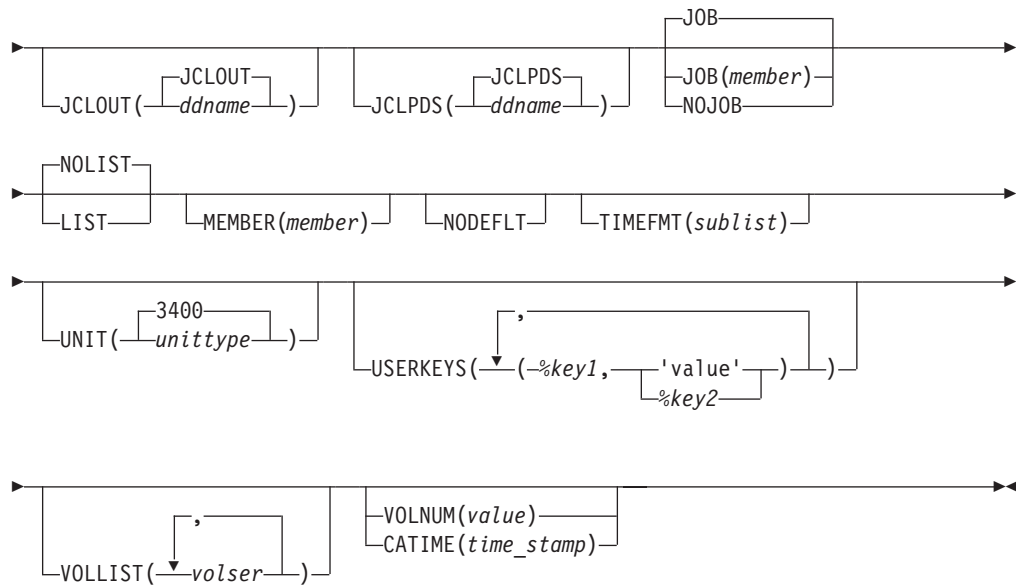 JOB
JCLOUT JCLPDS JOB(member)
JCLOUT( ddname ) JCLPDS( ddname ) NOJOB
NOLIST
LIST MEMBER(member) NODEFLT TIMEFMT(sublist)
3400 ,
UNIT( unittype ) USERKEYS( (%key1, 'value' ) )
%key2
, VOLNUM(value)
VOLLIST( volser ) CATIME(time_stamp)